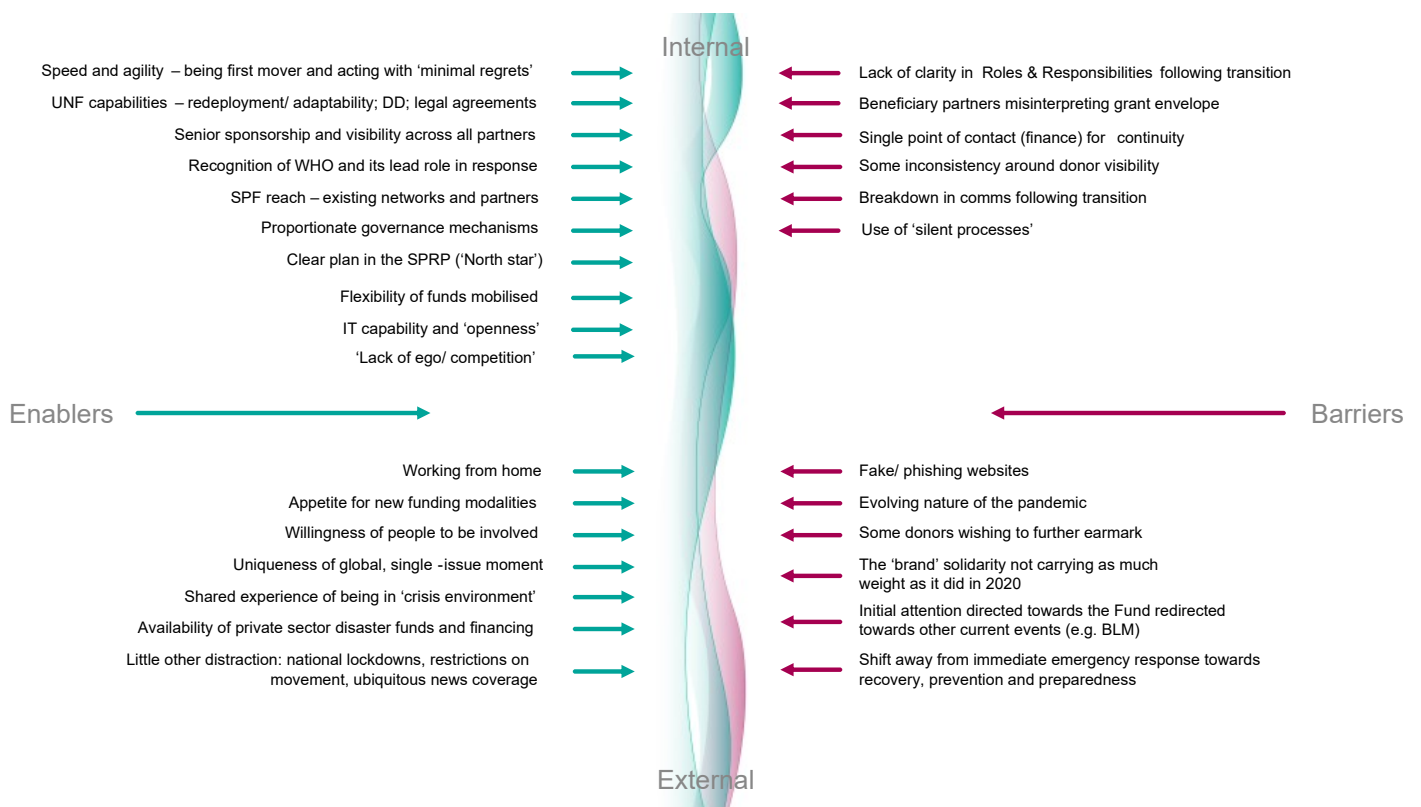 Internal
Speed and agility – being first mover and acting with ‘minimal regrets’
UNF capabilities – redeployment/ adaptability; DD; legal agreements
Senior sponsorship and visibility across all partners
Recognition of WHO and its lead role in response
SPF reach – existing networks and partners
Proportionate governance mechanisms
Clear plan in the SPRP (‘North star’)
Flexibility of funds mobilised
IT capability and ‘openness’
‘Lack of ego/ competition’
Lack of clarity in Roles & Responsibilities following transition
Beneficiary partners misinterpreting grant envelope
Single point of contact (finance) for continuity
Some inconsistency around donor visibility
Breakdown in comms following transition
Use of ‘silent processes’
Enablers
Barriers
Working from home
Appetite for new funding modalities
Willingness of people to be involved
Uniqueness of global, single -issue moment
Shared experience of being in ‘crisis environment’
Availability of private sector disaster funds and financing
Little other distraction: national lockdowns, restrictions on
movement, ubiquitous news coverage
Fake/ phishing websites
Evolving nature of the pandemic
Some donors wishing to further earmark
The ‘brand’ solidarity not carrying as much
weight as it did in 2020
Initial attention directed towards the Fund redirected
towards other current events (e.g. BLM)
Shift away from immediate emergency response towards
recovery, prevention and preparedness
External